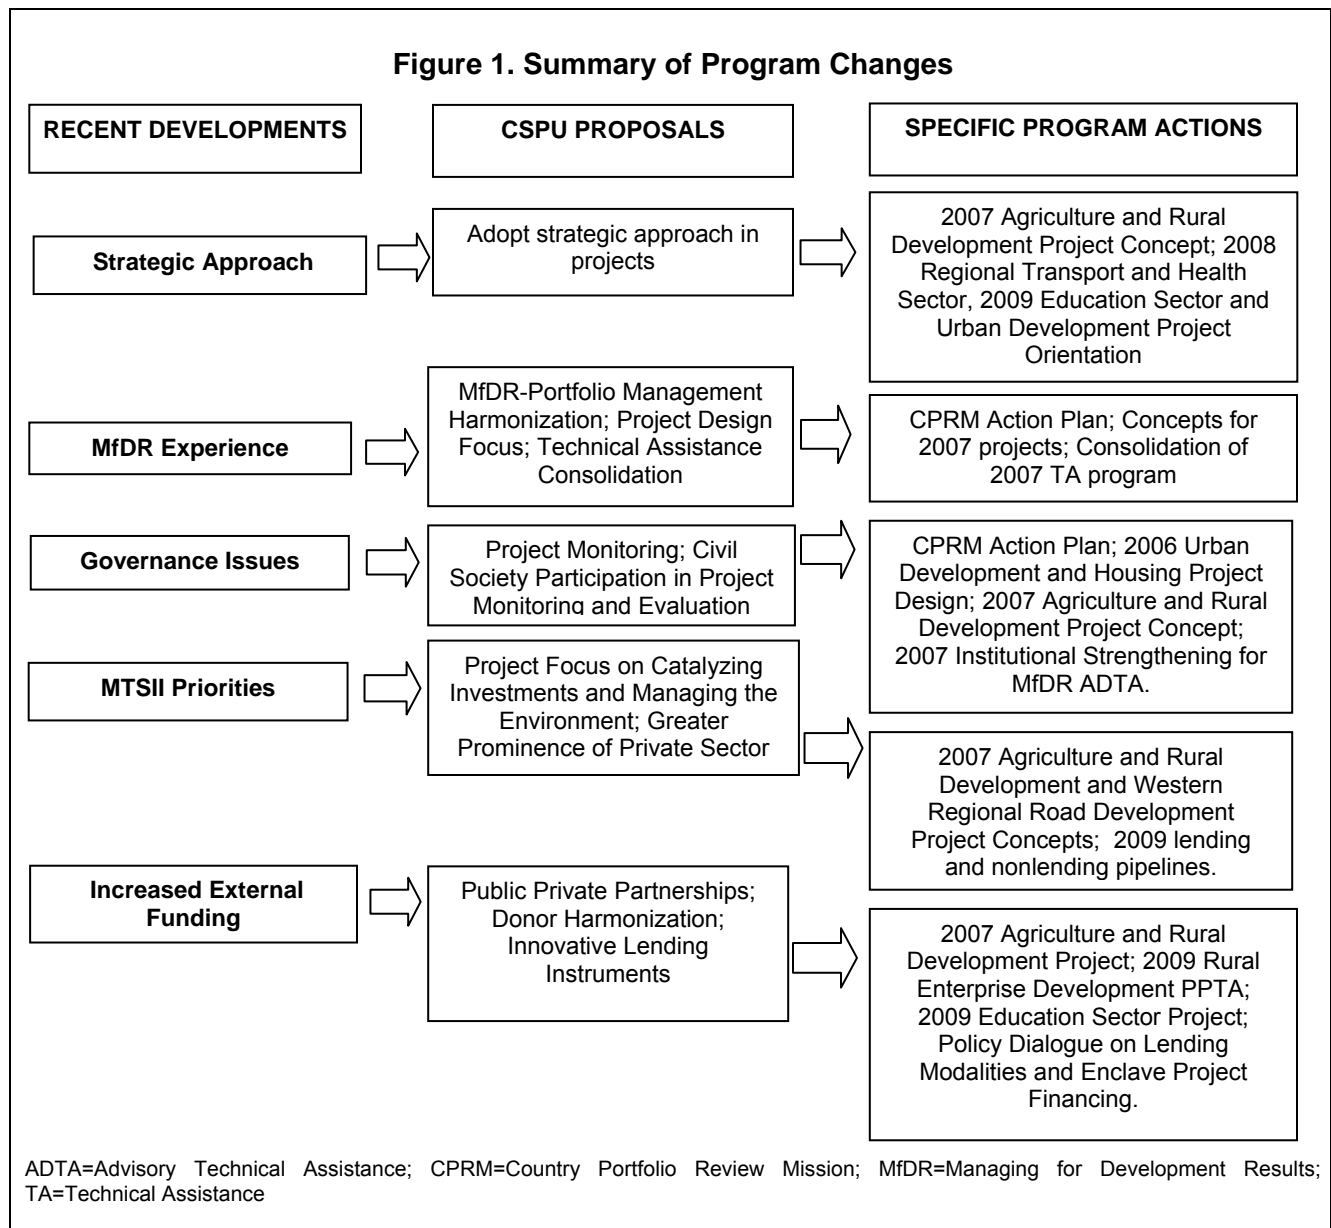 Figure 1. Summary of Program Changes
RECENT DEVELOPMENTS
CSPU PROPOSALS
SPECIFIC PROGRAM ACTIONS
Strategic Approach
Adopt strategic approach in
projects
2007 Agriculture and Rural
Development Project Concept; 2008
Regional Transport and Health
Sector, 2009 Education Sector and
Urban Development Project
Orientation
MfDR Experience
MfDR-Portfolio Management
Harmonization; Project Design
Focus; Technical Assistance
Consolidation
CPRM Action Plan; Concepts for
2007 projects; Consolidation of
2007 TA program
Governance Issues
Project Monitoring; Civil
Society Participation in Project
Monitoring and Evaluation
CPRM Action Plan; 2006 Urban
Development and Housing Project
Design; 2007 Agriculture and Rural
Development Project Concept;
2007 Institutional Strengthening for
MfDR ADTA.
MTSII Priorities
Project Focus on Catalyzing
Investments and Managing the
Environment; Greater
Prominence of Private Sector
2007 Agriculture and Rural
Development and Western
Regional Road Development
Project Concepts; 2009 lending
and nonlending pipelines.
Increased External
Funding
Public Private Partnerships;
Donor Harmonization;
Innovative Lending
Instruments
2007 Agriculture and Rural
Development Project; 2009 Rural
Enterprise Development PPTA;
2009 Education Sector Project;
Policy Dialogue on Lending
Modalities and Enclave Project
Financing.
ADTA=Advisory Technical Assistance; CPRM=Country Portfolio Review Mission; MfDR=Managing for Development Results;
TA=Technical Assistance